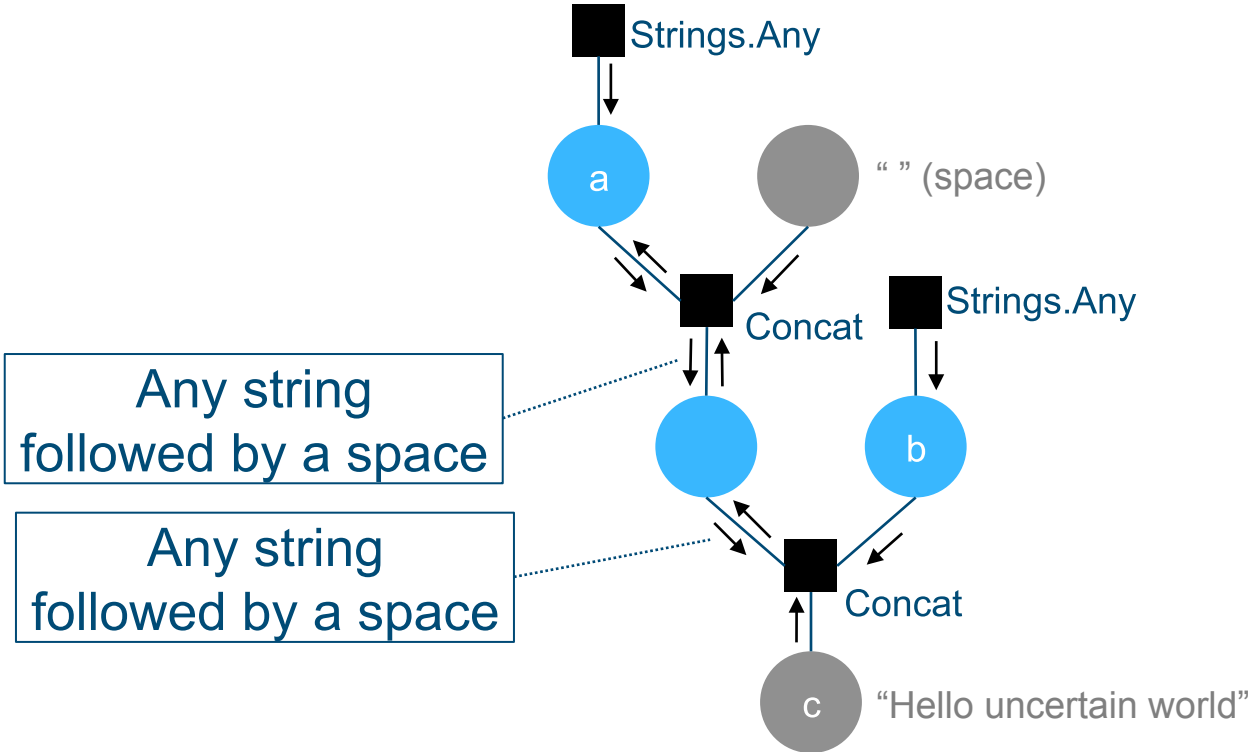 Strings.Any
a
“ ” (space)
Strings.Any
Concat
Any string
followed by a space
b
Any string
followed by a space
Concat
c
“Hello uncertain world”